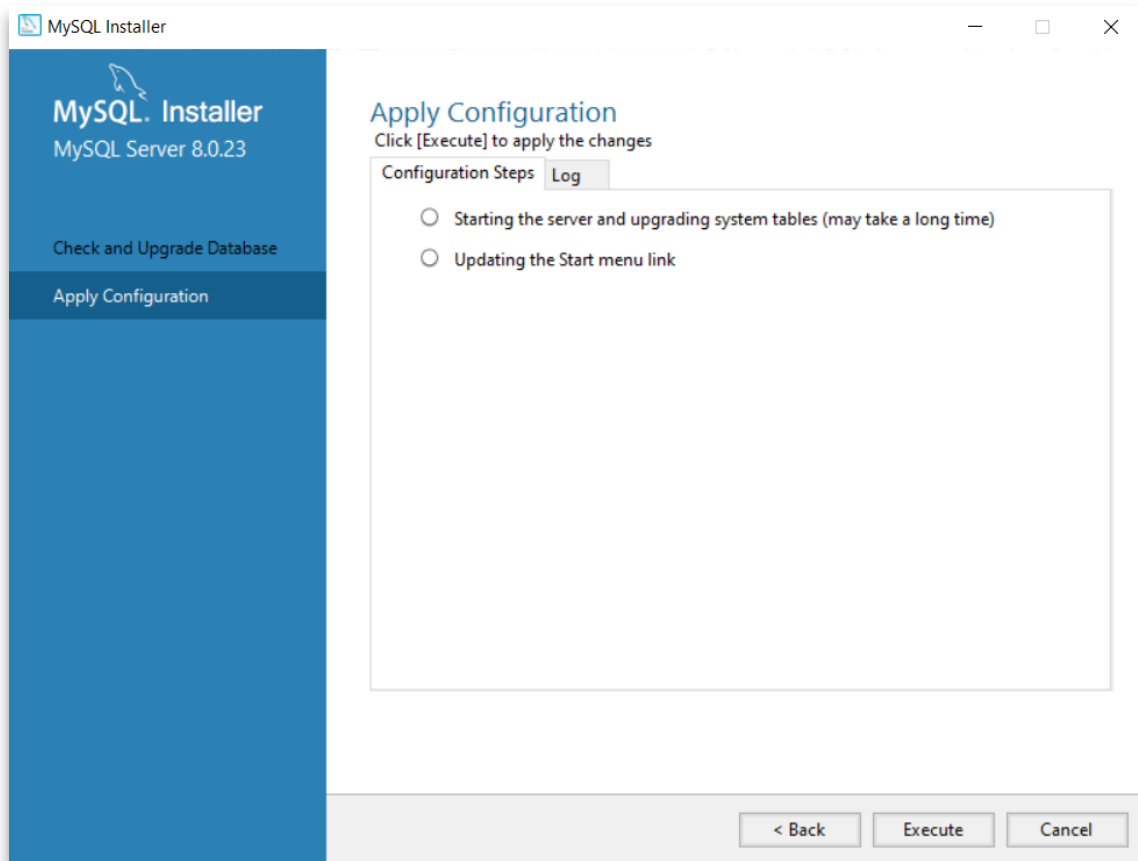 MySQL Installer
MySQL. Installer
MySQL Server 8.0.23
Check and Upgrade Database
Apply Configuration
Apply Configuration
Click [Execute] to apply the changes
Configuration Steps
Log
Starting the server and upgrading system tables (may take a long time)
Updating the Start menu link
< Back
Execute
Cancel